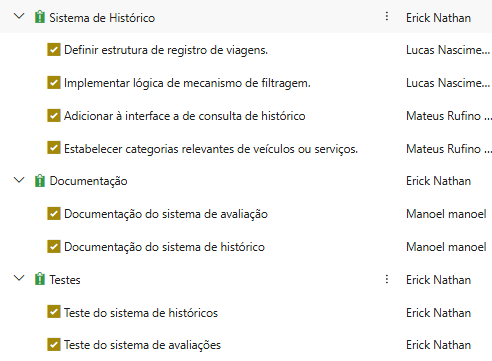 Sistema de Histórico Erick Nathan
Definir estrutura de registro de viagens. Lucas Nascime...
Implementar lógica de mecanismo de filtragem. Lucas Nascime...
Adicionar à interface a de consulta de histórico Mateus Rufino ...
Estabelecer categorias relevantes de veículos ou serviços. Mateus Rufino ...
Documentação Erick Nathan
Documentação do sistema de avaliação Manoel manoel
Documentação do sistema de histórico Manoel manoel
Testes Erick Nathan
Teste do sistema de históricos Erick Nathan
Teste do sistema de avaliações Erick Nathan